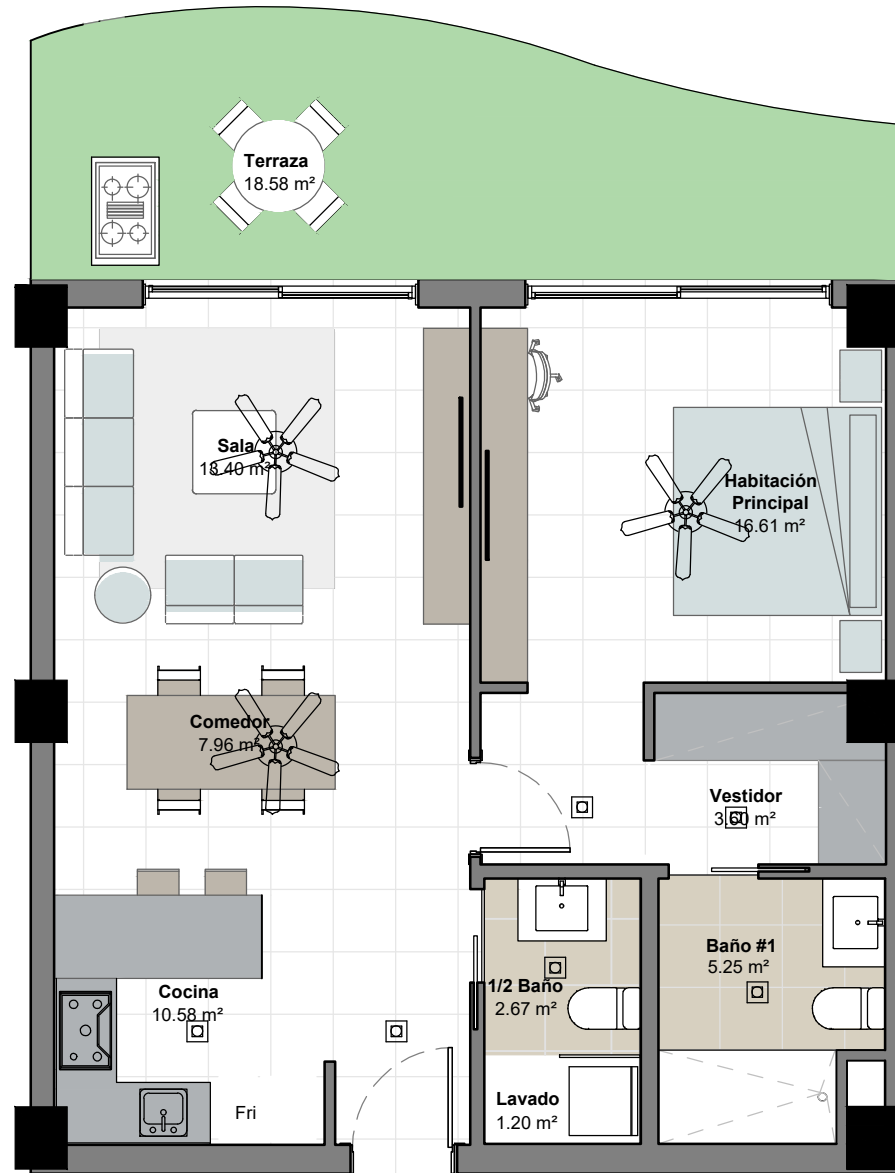 Terraza
18.58 m²
Sala
13.40 m²
Habitación
Principal
16.61 m²
Comedor
7.96 m²
Vestidor
3.60 m²
Baño #1
5.25 m²
1/2 Baño
2.67 m²
Cocina
10.58 m²
Lavado
1.20 m²
Fri